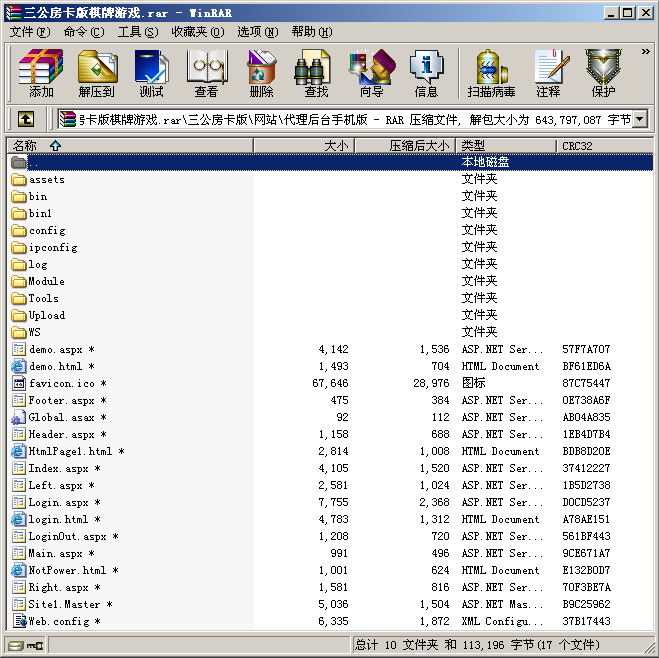 三公房卡版棋牌游戏.rar - WinRAR
文件(F) 命令(C) 工具(S) 收藏夹(O) 选项(N) 帮助(H)
添加 解压到 测试 查看 删除 查找 向导 信息 扫描病毒 注释 保护 »
卡版棋牌游戏.rar\三公房卡版\网站\代理后台手机版 - RAR 压缩文件, 解包大小为 643,797,087 字节
名称 大小 压缩后大小 类型 CRC32
.. 本地磁盘
assets 文件夹
bin 文件夹
bin1 文件夹
config 文件夹
ipconfig 文件夹
log 文件夹
Module 文件夹
Tools 文件夹
Upload 文件夹
WS 文件夹
demo.aspx * 4,142 1,536 ASP.NET Ser... 57F7A707
demo.html * 1,493 704 HTML Document BF61ED6A
favicon.ico * 67,646 28,976 图标 87C75447
Footer.aspx * 475 384 ASP.NET Ser... 0E738A6F
Global.asax * 92 112 ASP.NET Ser... AB04A835
Header.aspx * 1,158 688 ASP.NET Ser... 1EB4D7B4
HtmlPage1.html * 2,814 1,008 HTML Document BDB8D20E
Index.aspx * 4,105 1,520 ASP.NET Ser... 37412227
Left.aspx * 2,581 1,024 ASP.NET Ser... 1B5D2738
Login.aspx * 7,755 2,368 ASP.NET Ser... D0CD5237
login.html * 4,783 1,312 HTML Document A78AE151
LoginOut.aspx * 1,208 720 ASP.NET Ser... 561BF443
Main.aspx * 991 496 ASP.NET Ser... 9CE671A7
NotPower.html * 1,001 624 HTML Document E132B0D7
Right.aspx * 1,581 816 ASP.NET Ser... 70F3BE7A
Site1.Master * 5,036 1,504 ASP.NET Mas... B9C25962
Web.config * 6,335 1,872 XML Configu... 37B17443
总计 10 文件夹 和 113,196 字节(17 个文件)